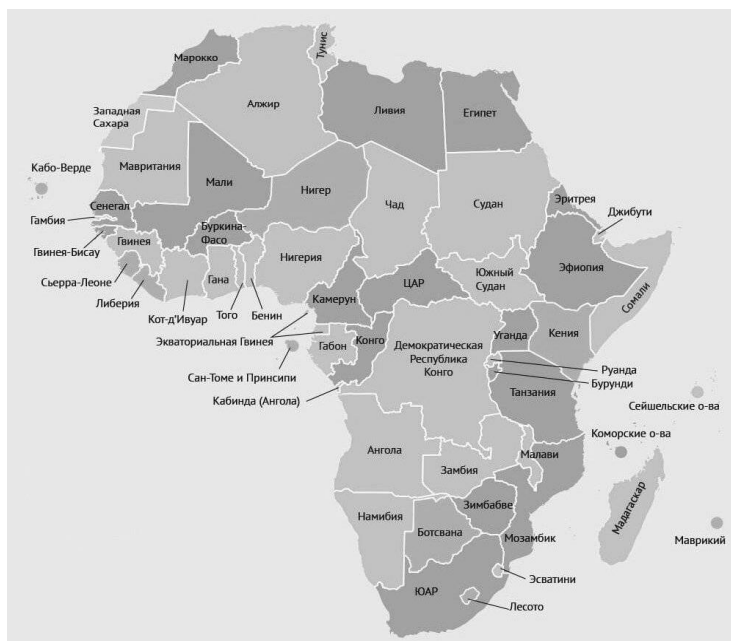 Марокко
Тунис
Алжир
Ливия
Египет
Западная
Сахара
Мавритания
Кабо-Верде
Мали
Нигер
Чад
Судан
Эритрея
Джибути
Сенегал
Гамбия
Гвинея-Бисау
Гвинея
Буркина-
Фасо
Нигерия
Сьерра-Леоне
Либерия
Кот-д'Ивуар
Гана
Того
Бенин
Камерун
ЦАР
Южный
Судан
Эфиопия
Сомали
Экваториальная Гвинея
Габон
Конго
Демократическая
Республика
Конго
Уганда
Кения
Руанда
Бурунди
Сан-Томе и Принсипи
Кабинда (Ангола)
Танзания
Сейшельские о-ва
Коморские о-ва
Ангола
Замбия
Малави
Мадагаскар
Намибия
Зимбабве
Ботсвана
Мозамбик
Маврикий
ЮАР
Эсватини
Лесото